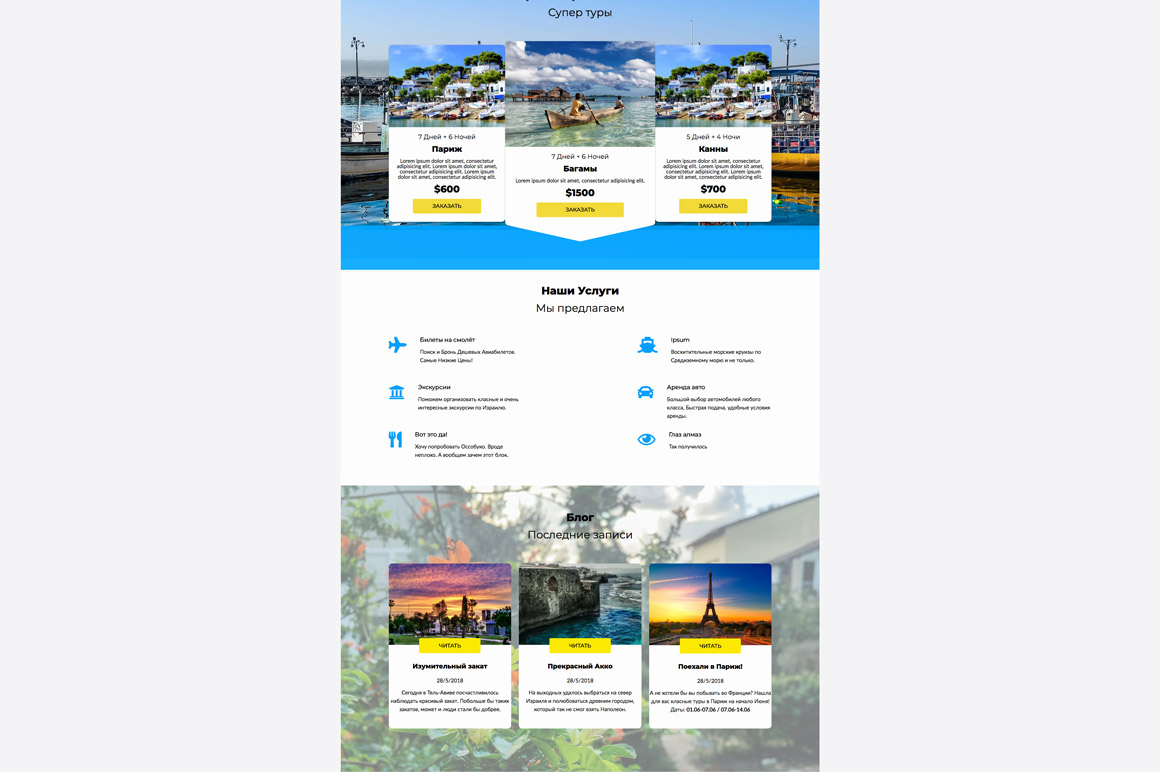 Супер туры
7 Дней + 6 Ночей
Париж
Lorem ipsum dolor sit amet, consectetur
adipisicing elit. Lorem ipsum dolor sit amet,
consectetur adipisicing elit. Lorem ipsum
dolor sit amet, consectetur adipisicing elit.
$600
ЗАКАЗАТЬ
7 Дней + 6 Ночей
Багамы
Lorem ipsum dolor sit amet, consectetur adipisicing elit.
$1500
ЗАКАЗАТЬ
5 Дней + 4 Ночи
Канны
Lorem ipsum dolor sit amet, consectetur
adipisicing elit. Lorem ipsum dolor sit amet,
consectetur adipisicing elit. Lorem ipsum
dolor sit amet, consectetur adipisicing elit.
$700
ЗАКАЗАТЬ
Наши Услуги
Мы предлагаем
Билеты на смолёт
Поиск и Бронь Дешевых Авиабилетов.
Самые Низкие Цены!
Ipsum
Восхитительные морские круизы по
Средиземному морю и не только.
Экскурсии
Поможем организовать класные и очень
интересные экскурсии по Израилю.
Аренда авто
Большой выбор автомобилей любого
класса, Быстрая подача, удобные условия
аренды.
Вот это да!
Хочу попробовать Оссобуко. Вроде
неплохо. А вообщем зачем этот блок.
Глаз алмаз
Так получилось
Блог
Последние записи
ЧИТАТЬ
Изумительный закат
28/5/2018
Сегодня в Тель-Авиве посчастливилось
наблюдать красивый закат. Побольше бы таких
закатов, может и люди стали бы добрее.
ЧИТАТЬ
Прекрасный Акко
28/5/2018
На выходных удалось выбраться на север
Израиля и полюбоваться древним городом,
который так не смог взять Наполеон.
ЧИТАТЬ
Поехали в Париж!
28/5/2018
А не хотели бы вы побывать во Франции? Нашла
для вас класные туры в Париж на начало Июня!
Даты: 01.06-07.06 / 07.06-14.06